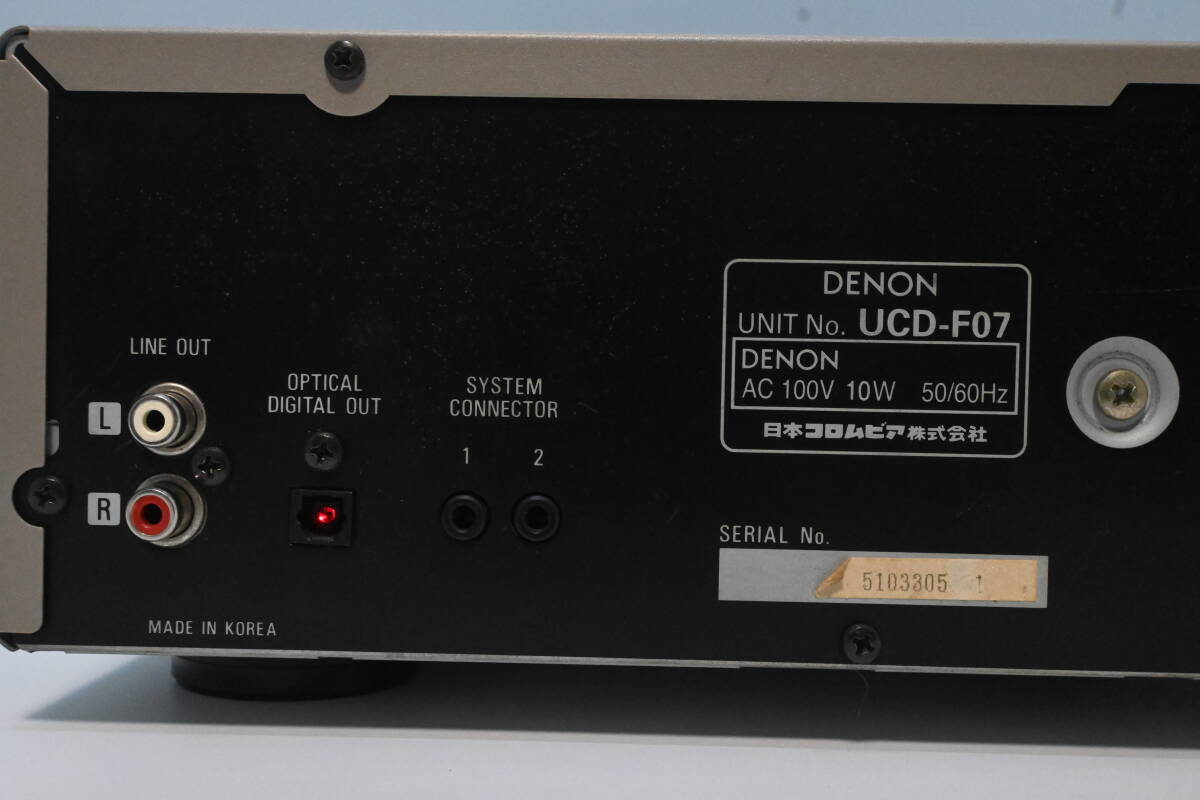 LINE OUT
L
R
OPTICAL
DIGITAL OUT
SYSTEM
CONNECTOR
1 2
MADE IN KOREA
DENON
UNIT No. UCD-F07
DENON
AC 100V 10W 50/60Hz
日本コロムビア株式会社
SERIAL No.
5103305 1